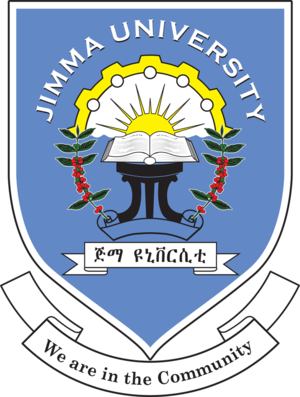 JIMMA UNIVERSITY
ጅማ ዩኒቨርሲቲ
We are in the Community